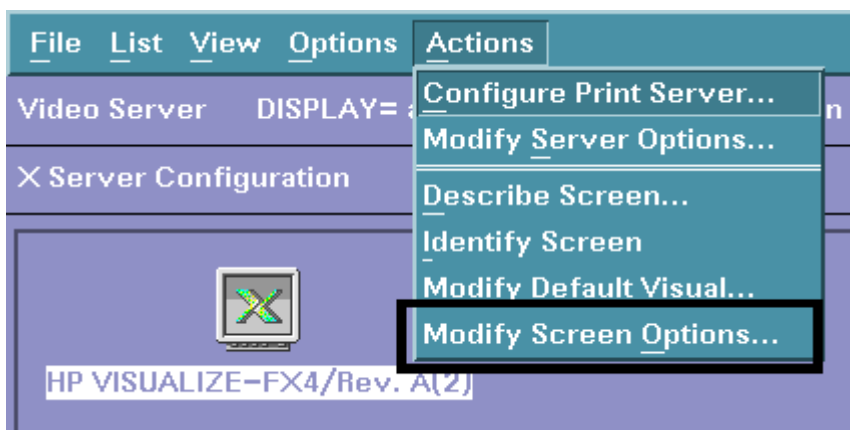 File List View Options Actions
Video Server DISPLAY= n
Configure Print Server...
Modify Server Options...
X Server Configuration
Describe Screen...
Identify Screen
Modify Default Visual...
Modify Screen Options...
HP VISUALIZE-FX4/Rev. A(2)